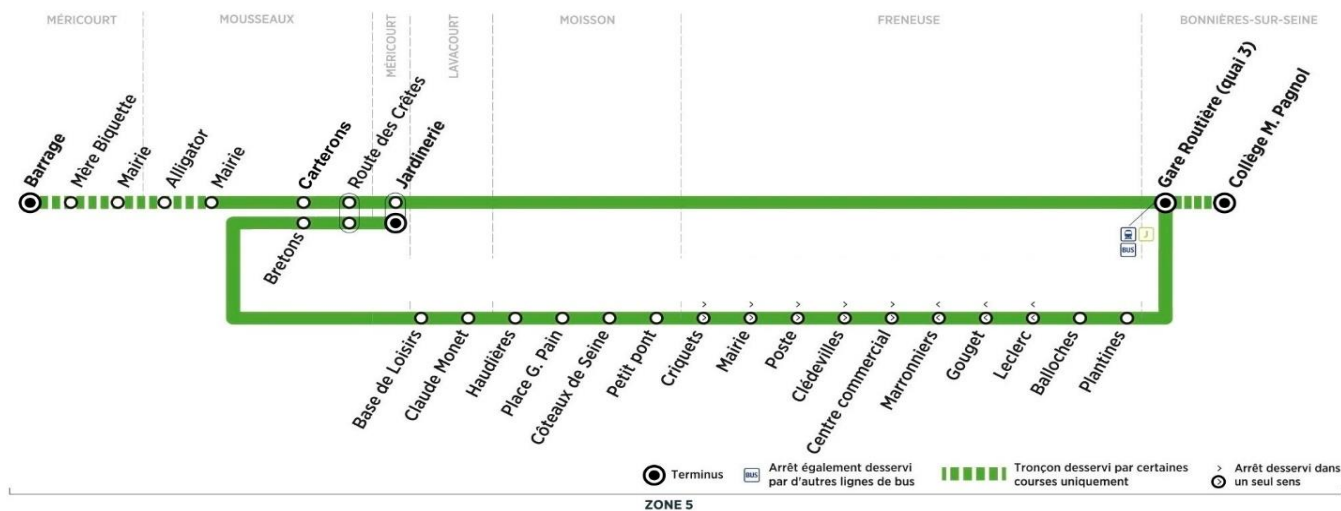 MÉRICOURT
MOUSSEAUX
MÉRICOURT
LAVACOURT
MOISSON
FRENEUSE
BONNIÈRES-SUR-SEINE
Barrage
Mère Biquette
Mairie
Alligator
Mairie
Carterons
Route des Crêtes
Jardinerie
Gare Routière (quai 3)
Collège M. Pagnol
J
BUS
Bretons
Base de Loisirs
Claude Monet
Haudières
Place G. Pain
Côteaux de Seine
Petit pont
Criquets
Mairie
Poste
Clédevilles
Centre commercial
Marronniers
Gouget
Leclerc
Balloches
Plantines
Terminus
BUS
Arrêt également desservi
par d'autres lignes de bus
Tronçon desservi par certaines
courses uniquement
Arrêt desservi dans
un seul sens
ZONE 5